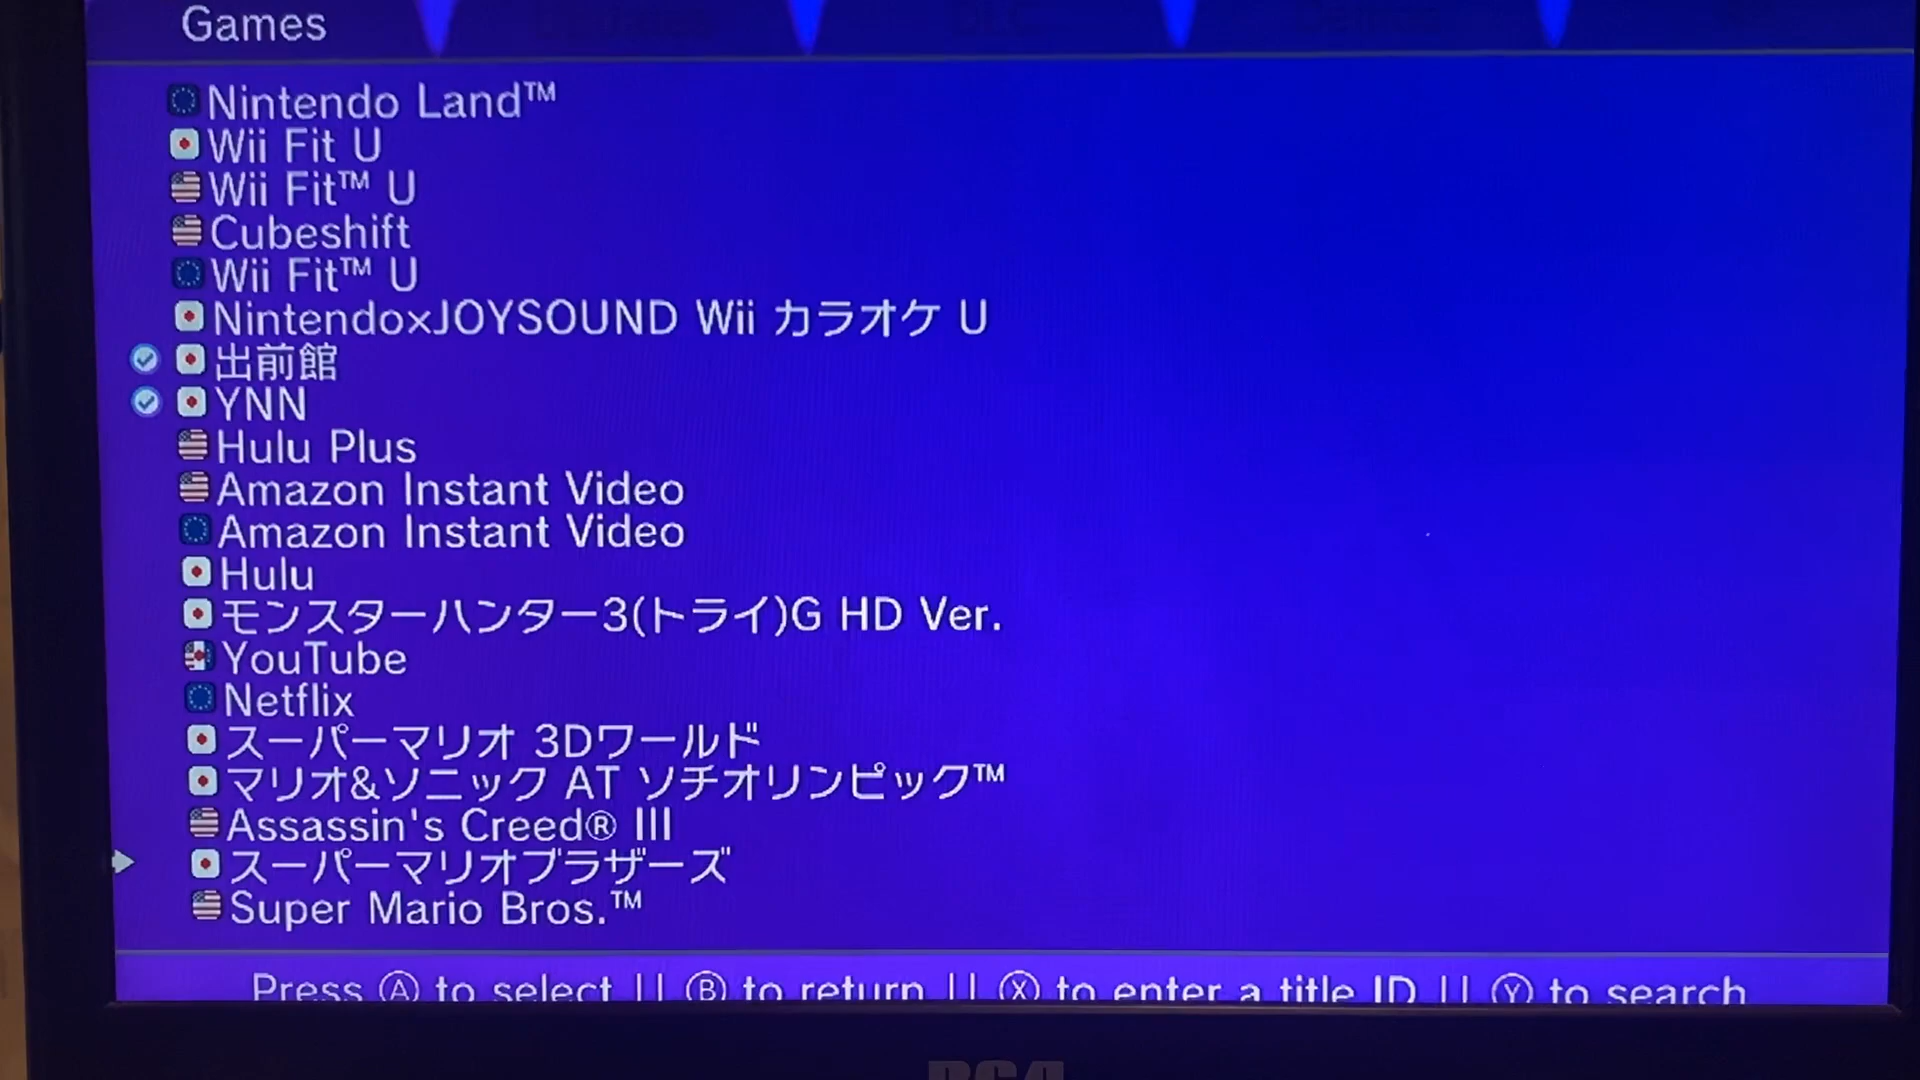 Games
Nintendo Land™
Wii Fit U
Wii Fit™ U
Cubeshift
Wii Fit™ U
Nintendo×JOYSOUND Wii カラオケ U
出前館
YNN
Hulu Plus
Amazon Instant Video
Amazon Instant Video
Hulu
モンスターハンター3(トライ)G HD Ver.
YouTube
Netflix
スーパーマリオ 3Dワールド
マリオ&ソニック AT ソチオリンピック™
Assassin's Creed® III
スーパーマリオブラザーズ
Super Mario Bros.™
Press Ⓐ to select || Ⓑ to return || Ⓧ to enter a title ID || Ⓨ to search